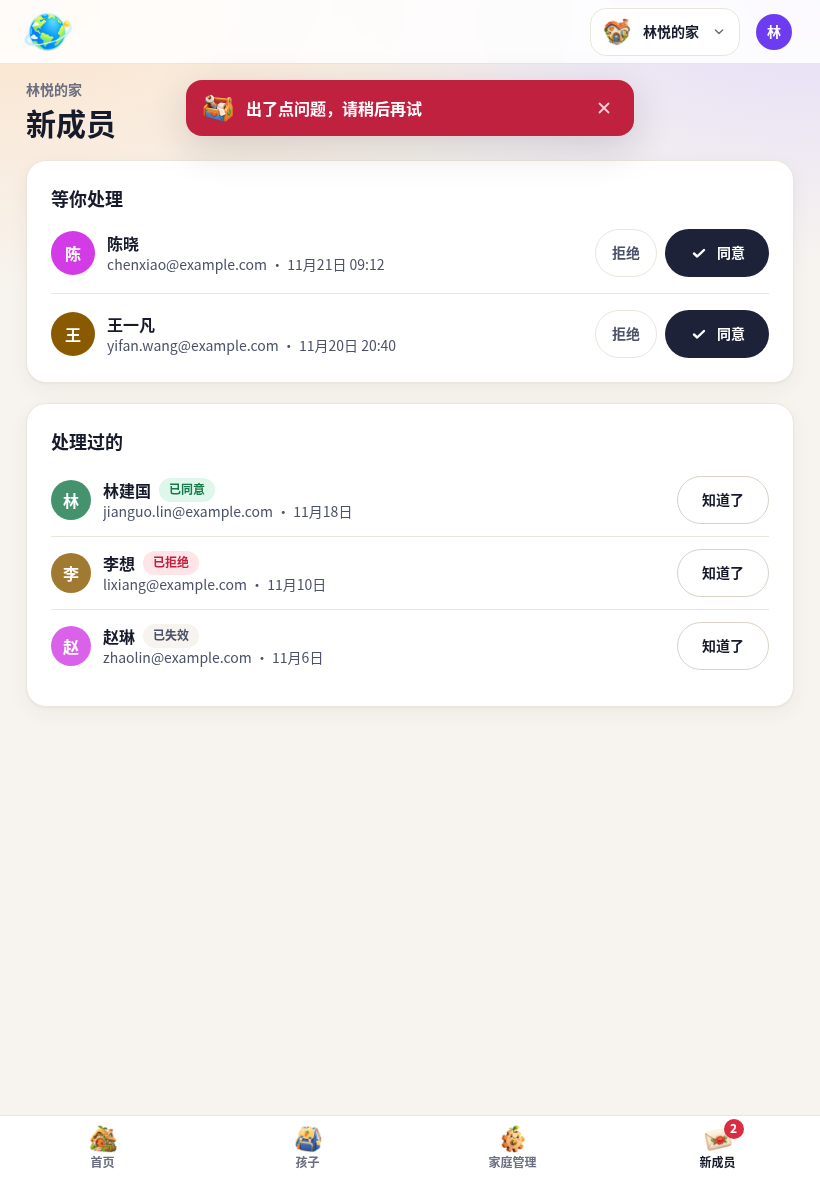 林悦的家
林
林悦的家
新成员
出了点问题，请稍后再试
等你处理
陈
陈晓
chenxiao@example.com • 11月21日 09:12
拒绝
同意
王
王一凡
yifan.wang@example.com • 11月20日 20:40
拒绝
同意
处理过的
林
林建国 已同意
jianguo.lin@example.com • 11月18日
知道了
李
李想 已拒绝
lixiang@example.com • 11月10日
知道了
赵
赵琳 已失效
zhaolin@example.com • 11月6日
知道了
首页
孩子
家庭管理
2
新成员